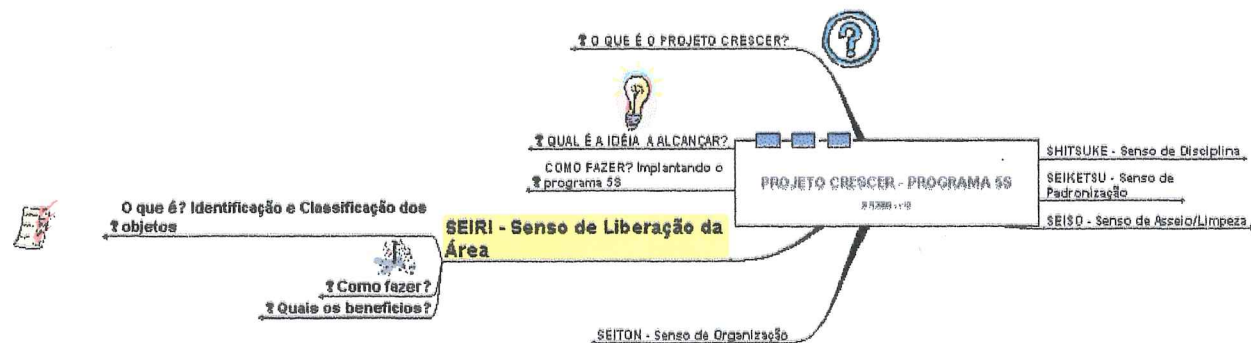 O QUE É O PROJETO CRESCER?
QUAL É A IDÉIA A ALCANÇAR?
COMO FAZER? Implantando o
programa 5S
PROJETO CRESCER - PROGRAMA 5S
SHITSUKE - Senso de Disciplina
SEIKETSU - Senso de
Padronização
SEISO - Senso de Asseio/Limpeza
O que é? Identificação e Classificação dos
objetos
SEIRI - Senso de Liberação da
Área
Como fazer?
Quais os beneficios?
SEITON - Senso de Organização